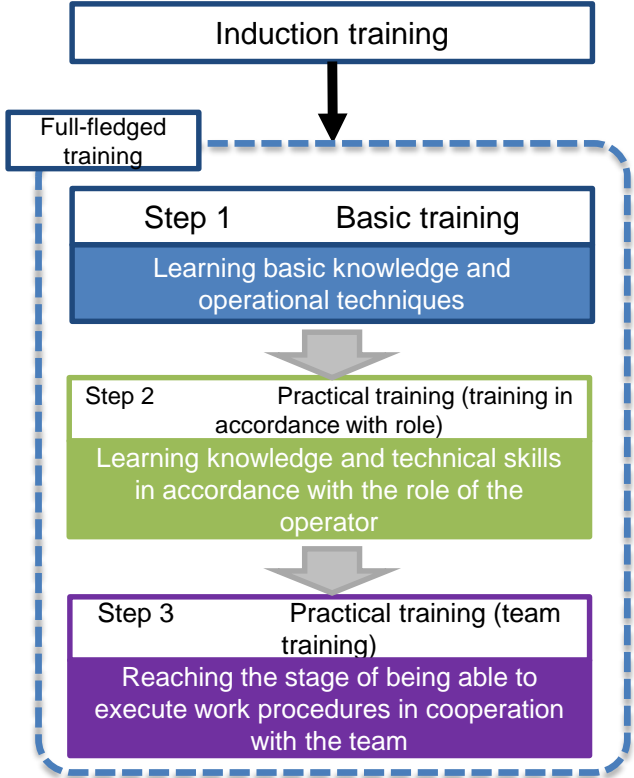 Induction training
Full-fledged
training
Step 1 Basic training
Learning basic knowledge and
operational techniques
Step 2 Practical training (training in
accordance with role)
Learning knowledge and technical skills
in accordance with the role of the
operator
Step 3 Practical training (team
training)
Reaching the stage of being able to
execute work procedures in cooperation
with the team